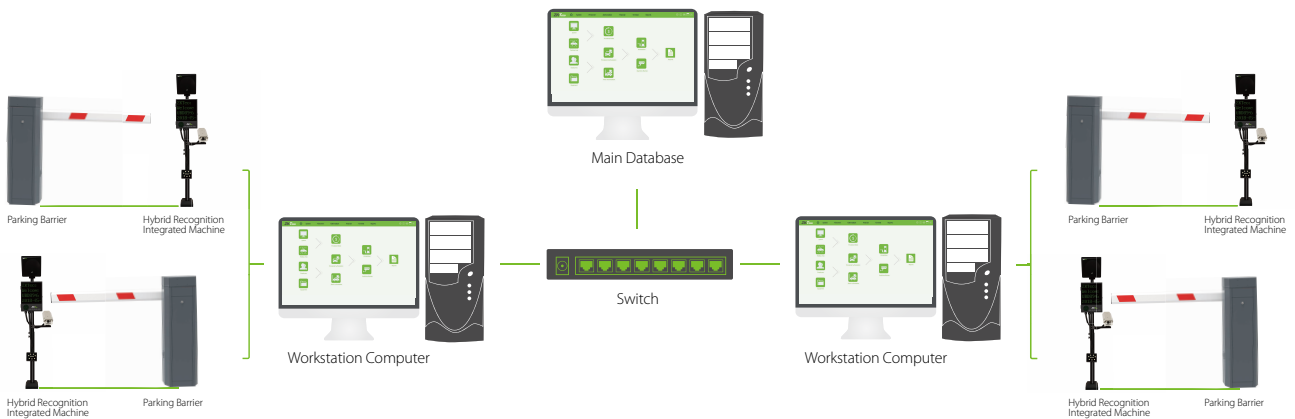 Main Database
Parking Barrier
Hybrid Recognition
Integrated Machine
Parking Barrier
Hybrid Recognition
Integrated Machine
Switch
Workstation Computer
Workstation Computer
Hybrid Recognition
Integrated Machine
Parking Barrier
Hybrid Recognition
Integrated Machine
Parking Barrier